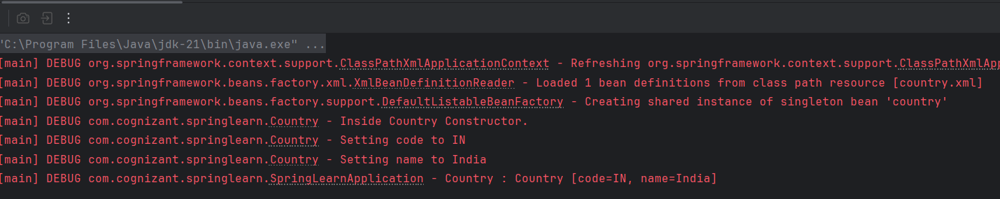 "C:\Program Files\Java\jdk-21\bin\java.exe" ...
[main] DEBUG org.springframework.context.support.ClassPathXmlApplicationContext - Refreshing org.springframework.context.support.ClassPathXmlApp
[main] DEBUG org.springframework.beans.factory.xml.XmlBeanDefinitionReader - Loaded 1 bean definitions from class path resource [country.xml]
[main] DEBUG org.springframework.beans.factory.support.DefaultListableBeanFactory - Creating shared instance of singleton bean 'country'
[main] DEBUG com.cognizant.springlearn.Country - Inside Country Constructor.
[main] DEBUG com.cognizant.springlearn.Country - Setting code to IN
[main] DEBUG com.cognizant.springlearn.Country - Setting name to India
[main] DEBUG com.cognizant.springlearn.SpringLearnApplication - Country : Country [code=IN, name=India]